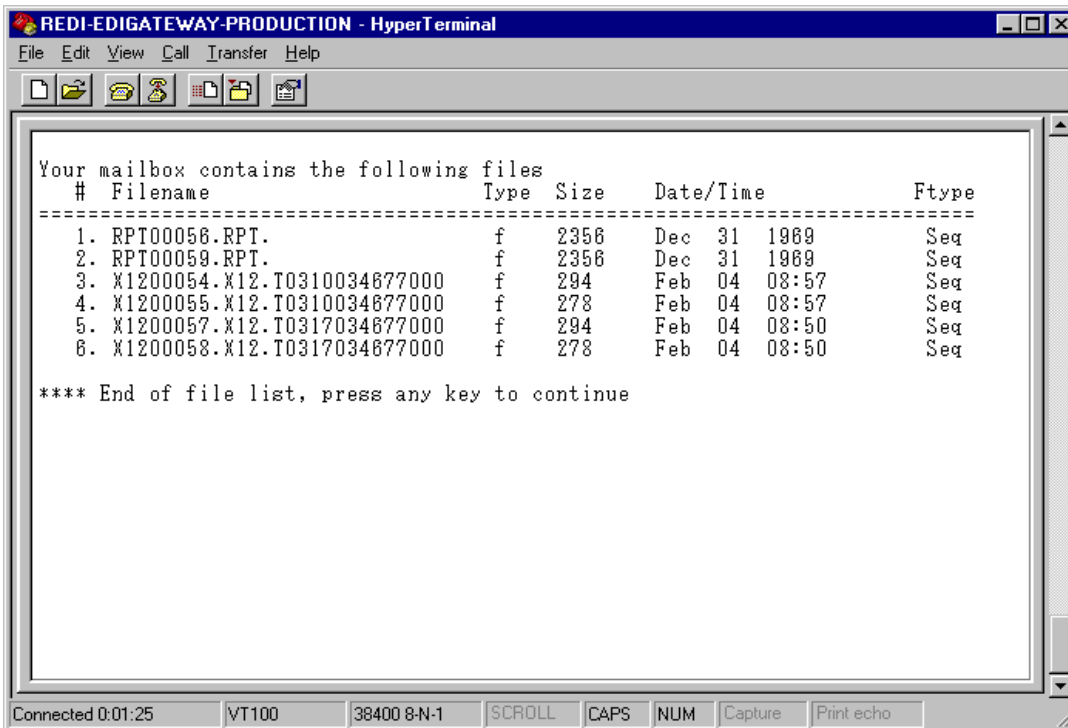 REDI-EDIGATEWAY-PRODUCTION - HyperTerminal
File Edit View Call Transfer Help
Your mailbox contains the following files
# Filename Type Size Date/Time Ftype
================================================================================
1. RPT00056.RPT. f 2356 Dec 31 1969 Seq
2. RPT00059.RPT. f 2356 Dec 31 1969 Seq
3. X1200054.X12.T0310034677000 f 294 Feb 04 08:57 Seq
4. X1200055.X12.T0310034677000 f 278 Feb 04 08:57 Seq
5. X1200057.X12.T0317034677000 f 294 Feb 04 08:50 Seq
6. X1200058.X12.T0317034677000 f 278 Feb 04 08:50 Seq
**** End of file list, press any key to continue
Connected 0:01:25 VT100 38400 8-N-1 SCROLL CAPS NUM Capture Print echo